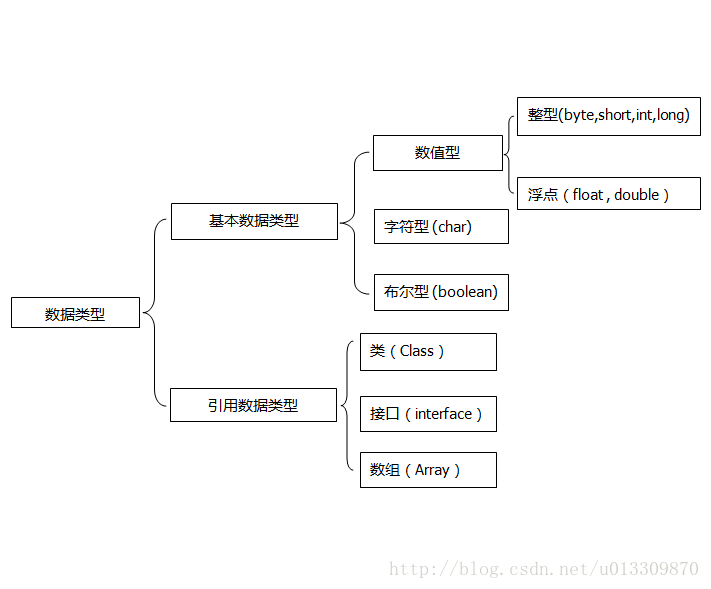 数据类型
基本数据类型
数值型
整型(byte,short,int,long)
浮点（float , double）
字符型 (char)
布尔型 (boolean)
引用数据类型
类（Class）
接口（interface）
数组（Array）
http://blog.csdn.net/u013309870